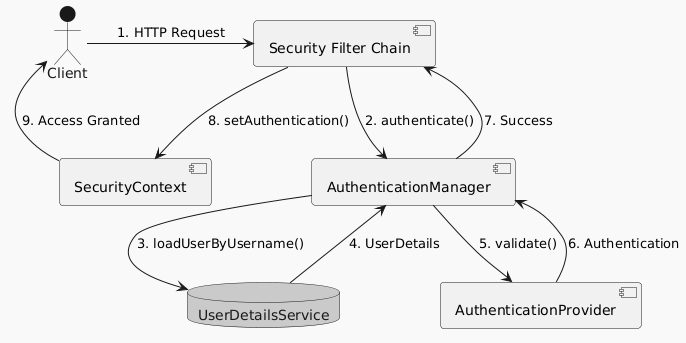 1. HTTP Request
Security Filter Chain
Client
9. Access Granted
8. setAuthentication()
2. authenticate()
7. Success
SecurityContext
AuthenticationManager
3. loadUserByUsername()
4. UserDetails
5. validate()
6. Authentication
UserDetailsService
AuthenticationProvider